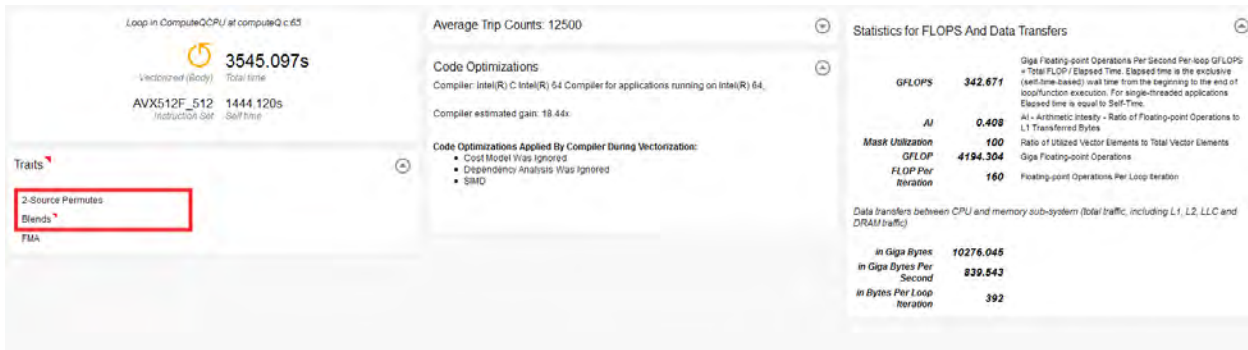 Loop in ComputeQCPU at computeQ.c:65
3545.097s
Vectorized (Body) Total time
AVX512F_512 1444.120s
Instruction Set Self time
Traits
2-Source Permutes
Blends
FMA
Average Trip Counts: 12500
Code Optimizations
Compiler: Intel(R) C Intel(R) 64 Compiler for applications running on Intel(R) 64,
Compiler estimated gain: 18.44x
Code Optimizations Applied By Compiler During Vectorization:
Cost Model Was Ignored
Dependency Analysis Was Ignored
SIMD
Statistics for FLOPS And Data Transfers
GFLOPS 342.671 Giga Floating-point Operations Per Second Per-loop GFLOPS
= Total FLOP / Elapsed Time. Elapsed time is the exclusive
(self-time-based) wall time from the beginning to the end of
loop/function execution. For single-threaded applications
Elapsed time is equal to Self-Time.
AI 0.408 AI - Arithmetic Intesity - Ratio of Floating-point Operations to
L1 Transferred Bytes
Mask Utilization 100 Ratio of Utilized Vector Elements to Total Vector Elements
GFLOP 4194.304 Giga Floating-point Operations
FLOP Per
Iteration 160 Floating-point Operations Per Loop Iteration
Data transfers between CPU and memory sub-system (total traffic, including L1, L2, LLC and
DRAM traffic)
in Giga Bytes 10276.045
in Giga Bytes Per
Second 839.543
in Bytes Per Loop
Iteration 392